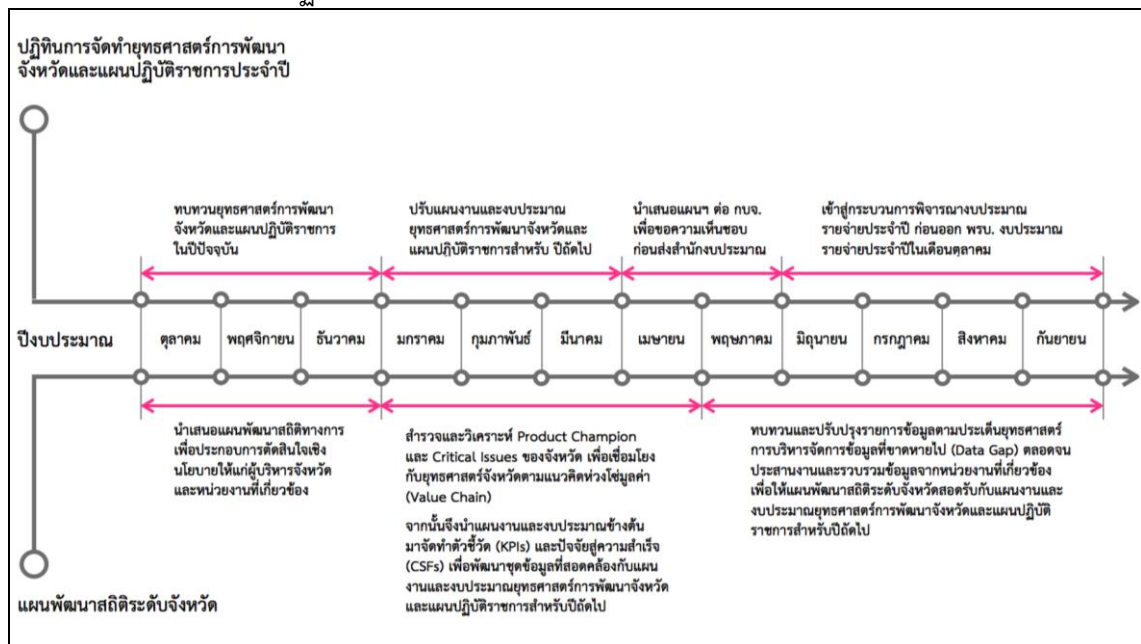 ปฏิทินการจัดทำยุทธศาสตร์การพัฒนา
จังหวัดและแผนปฏิบัติราชการประจำปี
ทบทวนยุทธศาสตร์การพัฒนา
จังหวัดและแผนปฏิบัติราชการ
ในปีปัจจุบัน
ปรับแผนงานและงบประมาณ
ยุทธศาสตร์การพัฒนาจังหวัดและ
แผนปฏิบัติราชการสำหรับ ปีถัดไป
นำเสนอแผนฯ ต่อ กบจ.
เพื่อขอความเห็นชอบ
ก่อนส่งสำนักงบประมาณ
เข้าสู่กระบวนการพิจารณางบประมาณ
รายจ่ายประจำปี ก่อนออก พรบ. งบประมาณ
รายจ่ายประจำปีในเดือนตุลาคม
ปีงบประมาณ ตุลาคม พฤศจิกายน ธันวาคม มกราคม กุมภาพันธ์ มีนาคม เมษายน พฤษภาคม มิถุนายน กรกฎาคม สิงหาคม กันยายน
นำเสนอแผนพัฒนาสถิติทางการ
เพื่อประกอบการตัดสินใจเชิง
นโยบายให้แก่ผู้บริหารจังหวัด
และหน่วยงานที่เกี่ยวข้อง
สำรวจและวิเคราะห์ Product Champion
และ Critical Issues ของจังหวัด เพื่อเชื่อมโยง
กับยุทธศาสตร์จังหวัดตามแนวคิดห่วงโซ่มูลค่า
(Value Chain)
จากนั้นจึงนำแผนงานและงบประมาณข้างต้น
มาจัดทำตัวชี้วัด (KPIs) และปัจจัยสู่ความสำเร็จ
(CSFs) เพื่อพัฒนาชุดข้อมูลที่สอดคล้องกับแผน
งานและงบประมาณยุทธศาสตร์การพัฒนาจังหวัด
และแผนปฏิบัติราชการสำหรับปีถัดไป
ทบทวนและปรับปรุงรายการข้อมูลตามประเด็นยุทธศาสตร์
การบริหารจัดการข้อมูลที่ขาดหายไป (Data Gap) ตลอดจน
ประสานงานและรวบรวมข้อมูลจากหน่วยงานที่เกี่ยวข้อง
เพื่อให้แผนพัฒนาสถิติระดับจังหวัดสอดรับกับแผนงานและ
งบประมาณยุทธศาสตร์การพัฒนาจังหวัดและแผนปฏิบัติ
ราชการสำหรับปีถัดไป
แผนพัฒนาสถิติระดับจังหวัด